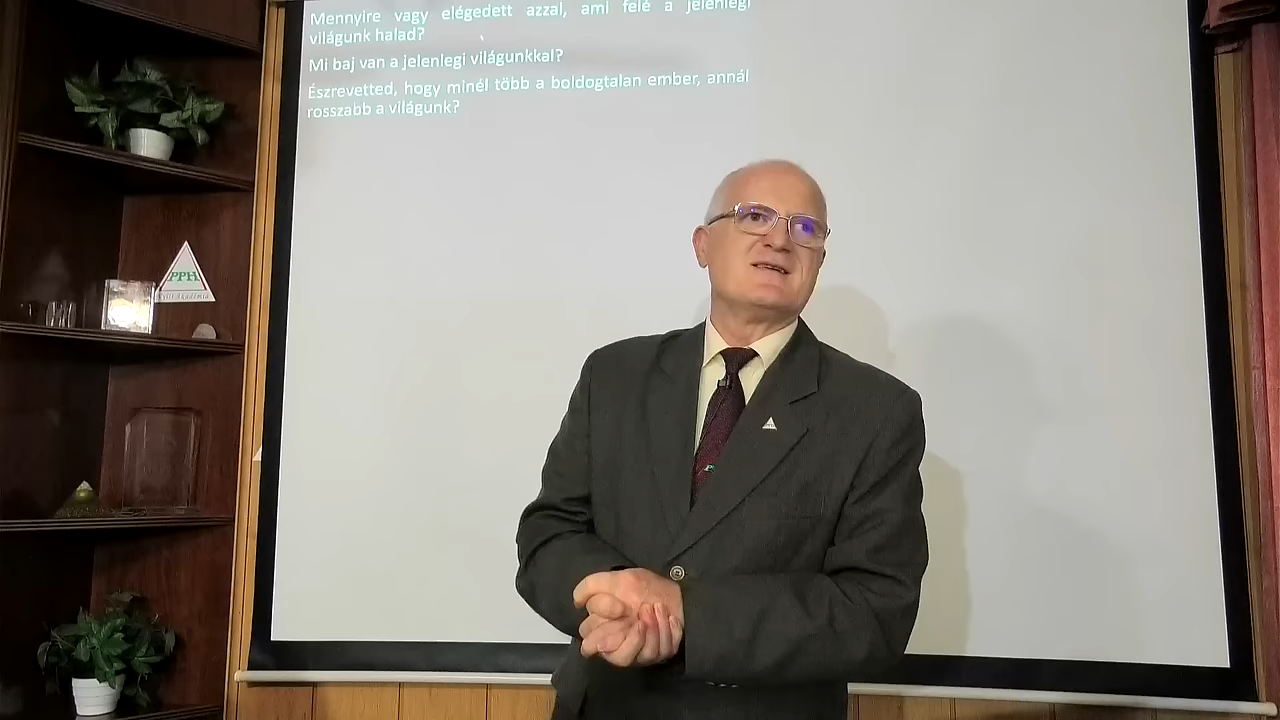 Mennyire vagy elégedett azzal, ami felé a jelenlegi
világunk halad?
Mi baj van a jelenlegi világunkkal?
Észrevetted, hogy minél több a boldogtalan ember, annál
rosszabb a világunk?
PPH